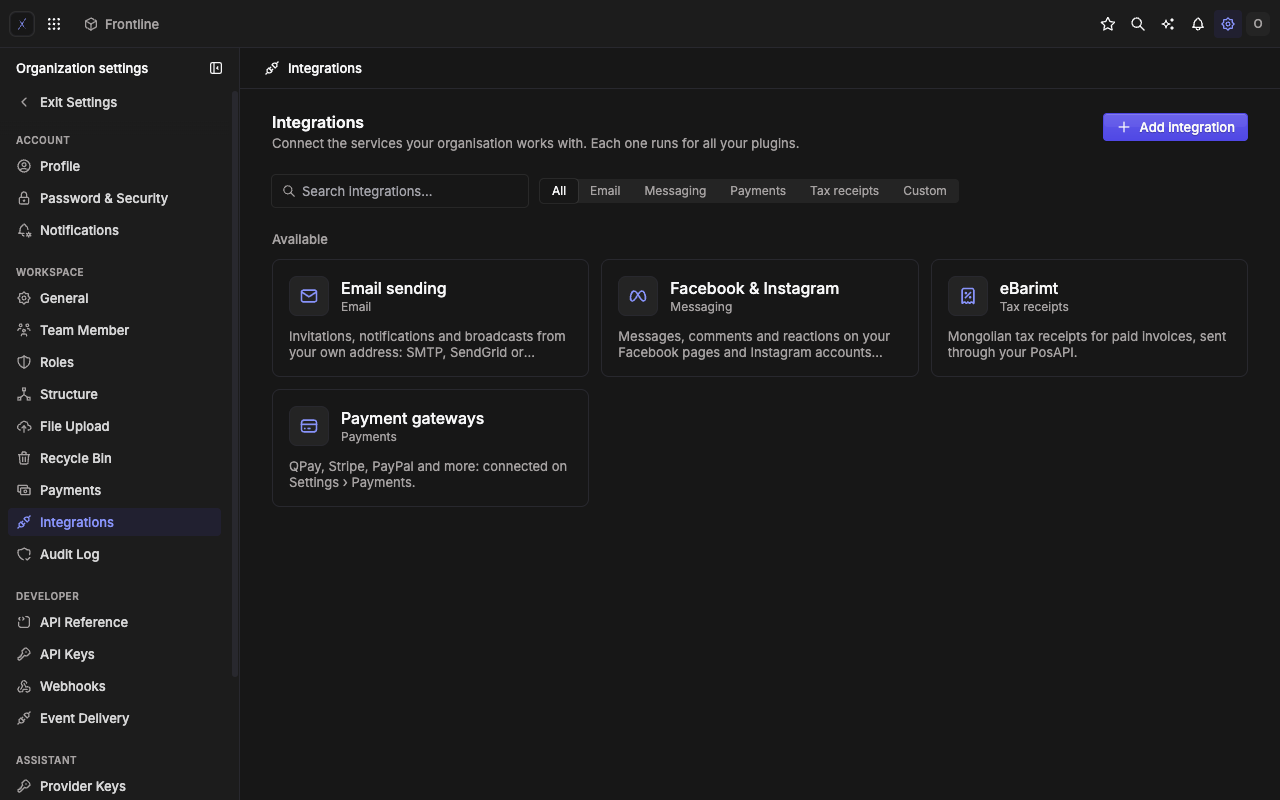 Frontline
O
Organization settings
Exit Settings
ACCOUNT
Profile
Password & Security
Notifications
WORKSPACE
General
Team Member
Roles
Structure
File Upload
Recycle Bin
Payments
Integrations
Audit Log
DEVELOPER
API Reference
API Keys
Webhooks
Event Delivery
ASSISTANT
Provider Keys
Integrations
Integrations
Connect the services your organisation works with. Each one runs for all your plugins.
Add integration
Search integrations...
All Email Messaging Payments Tax receipts Custom
Available
Email sending
Email
Invitations, notifications and broadcasts from
your own address: SMTP, SendGrid or...
Facebook & Instagram
Messaging
Messages, comments and reactions on your
Facebook pages and Instagram accounts...
eBarimt
Tax receipts
Mongolian tax receipts for paid invoices, sent
through your PosAPI.
Payment gateways
Payments
QPay, Stripe, PayPal and more: connected on
Settings › Payments.